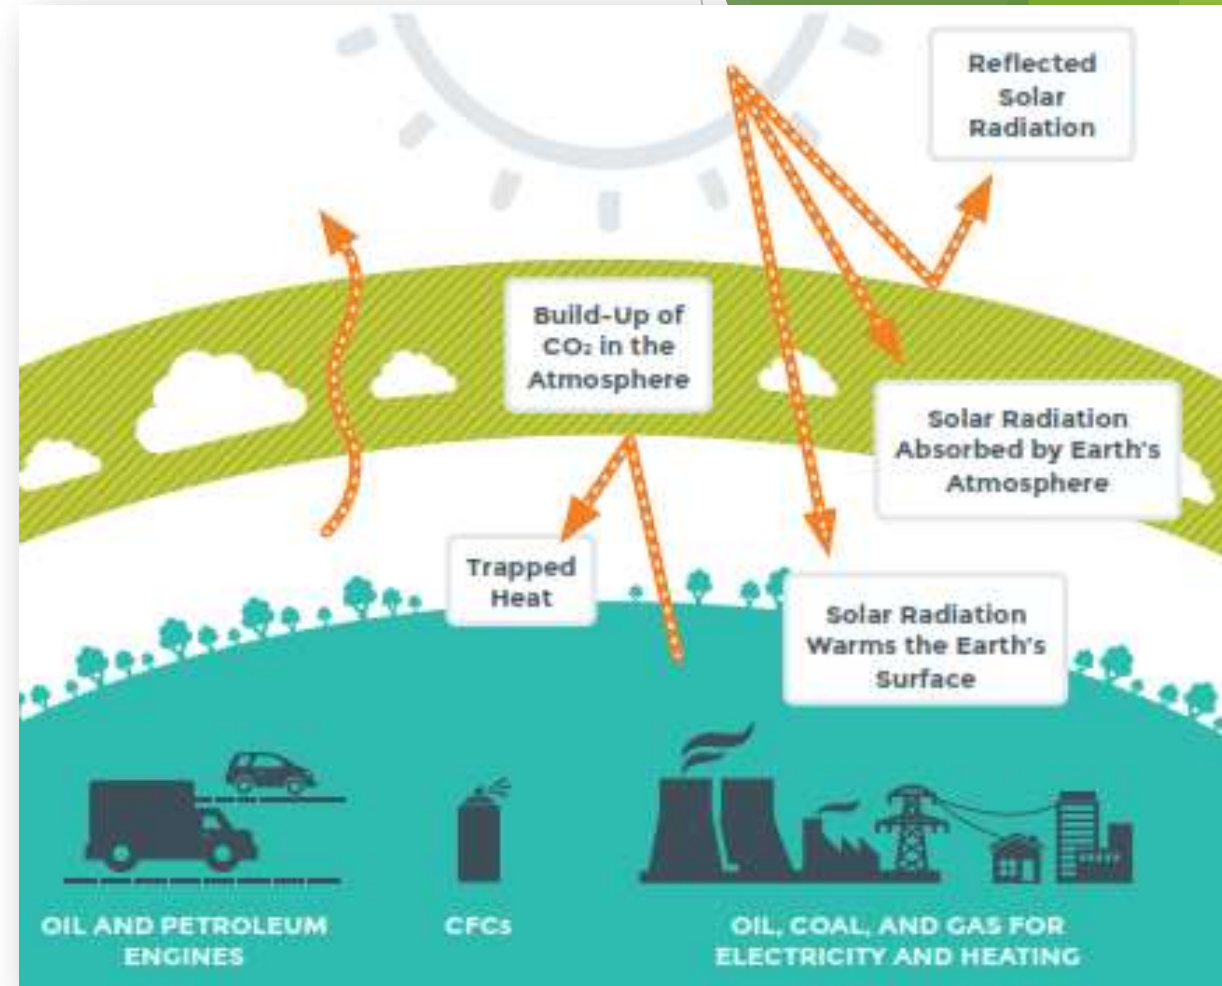 Reflected
Solar
Radiation
Build-Up of
CO₂ in the
Atmosphere
Solar Radiation
Absorbed by Earth's
Atmosphere
Trapped
Heat
Solar Radiation
Warms the Earth's
Surface
OIL AND PETROLEUM
ENGINES
CFCs
OIL, COAL, AND GAS FOR
ELECTRICITY AND HEATING